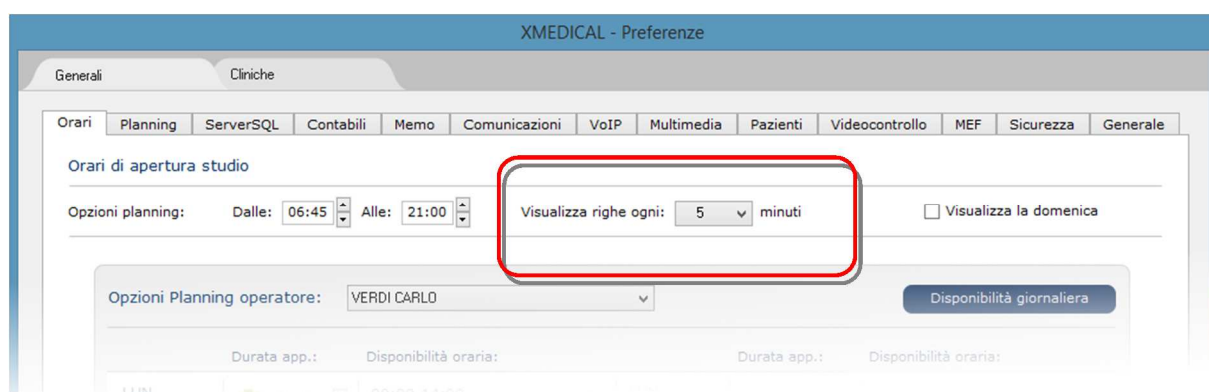 XMEDICAL - Preferenze
Generali Cliniche
Orari Planning ServerSQL Contabili Memo Comunicazioni VoIP Multimedia Pazienti Videocontrollo MEF Sicurezza Generale
Orari di apertura studio
Opzioni planning: Dalle: 06:45 Alle: 21:00 Visualizza righe ogni: 5 minuti Visualizza la domenica
Opzioni Planning operatore: VERDI CARLO Disponibilità giornaliera
Durata app.: Disponibilità oraria: Durata app.: Disponibilità oraria:
LUN